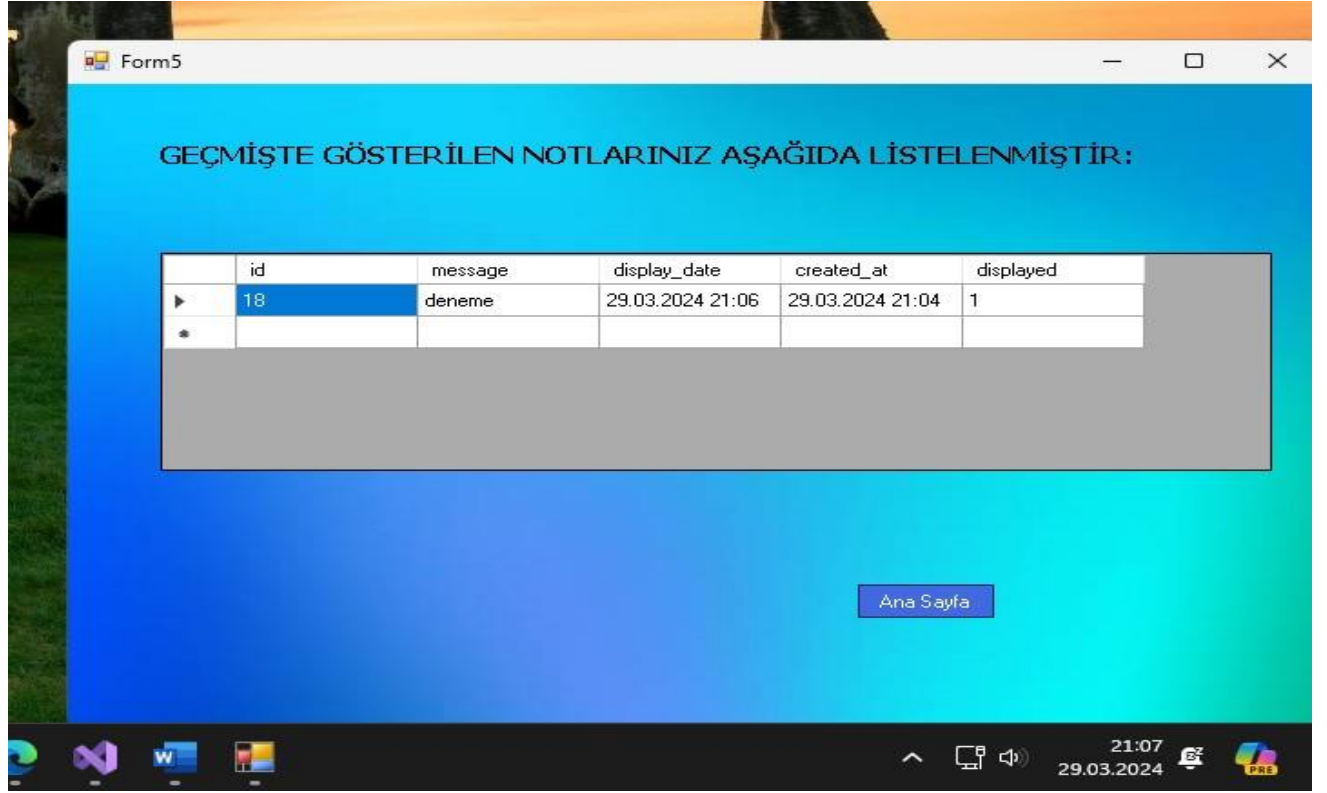 Form5
GEÇMİŞTE GÖSTERİLEN NOTLARINIZ AŞAĞIDA LİSTELENMİŞTİR:
id message display_date created_at displayed
18 deneme 29.03.2024 21:06 29.03.2024 21:04 1
Ana Sayfa
W
21:07
29.03.2024
PRE